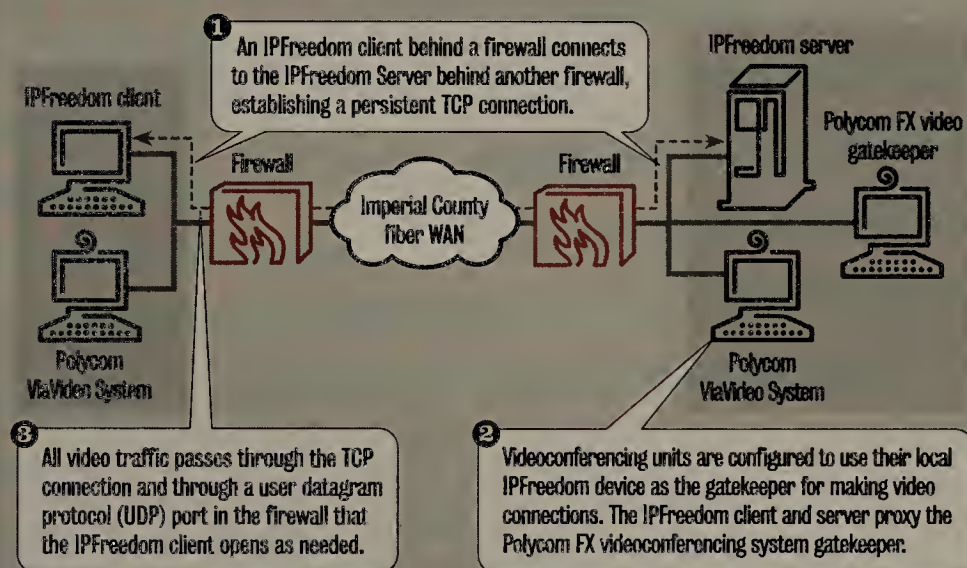 1
An IPFreedom client behind a firewall connects
to the IPFreedom Server behind another firewall,
establishing a persistent TCP connection.
IPFreedom server
IPFreedom client
Polycom FX video
gatekeeper
Firewall
Firewall
Imperial County
fiber WAN
Polycom
ViaVideo System
Polycom
ViaVideo System
3
All video traffic passes through the TCP
connection and through a user datagram
protocol (UDP) port in the firewall that
the IPFreedom client opens as needed.
2
Videoconferencing units are configured to use their local
IPFreedom device as the gatekeeper for making video
connections. The IPFreedom client and server proxy the
Polycom FX videoconferencing system gatekeeper.